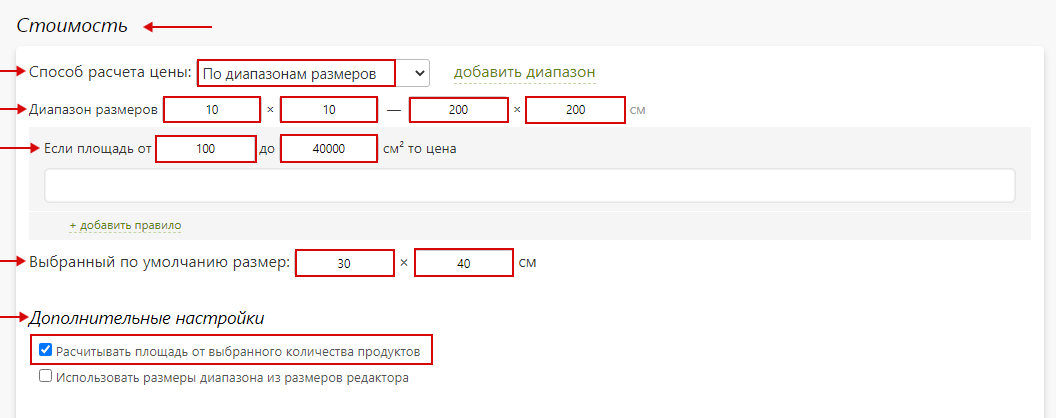 Стоимость
Способ расчета цены: По диапазонам размеров добавить диапазон
Диапазон размеров 10 × 10 — 200 × 200 см
Если площадь от 100 до 40000 см² то цена
+ добавить правило
Выбранный по умолчанию размер: 30 × 40 см
Дополнительные настройки
Расчитывать площадь от выбранного количества продуктов
Использовать размеры диапазона из размеров редактора